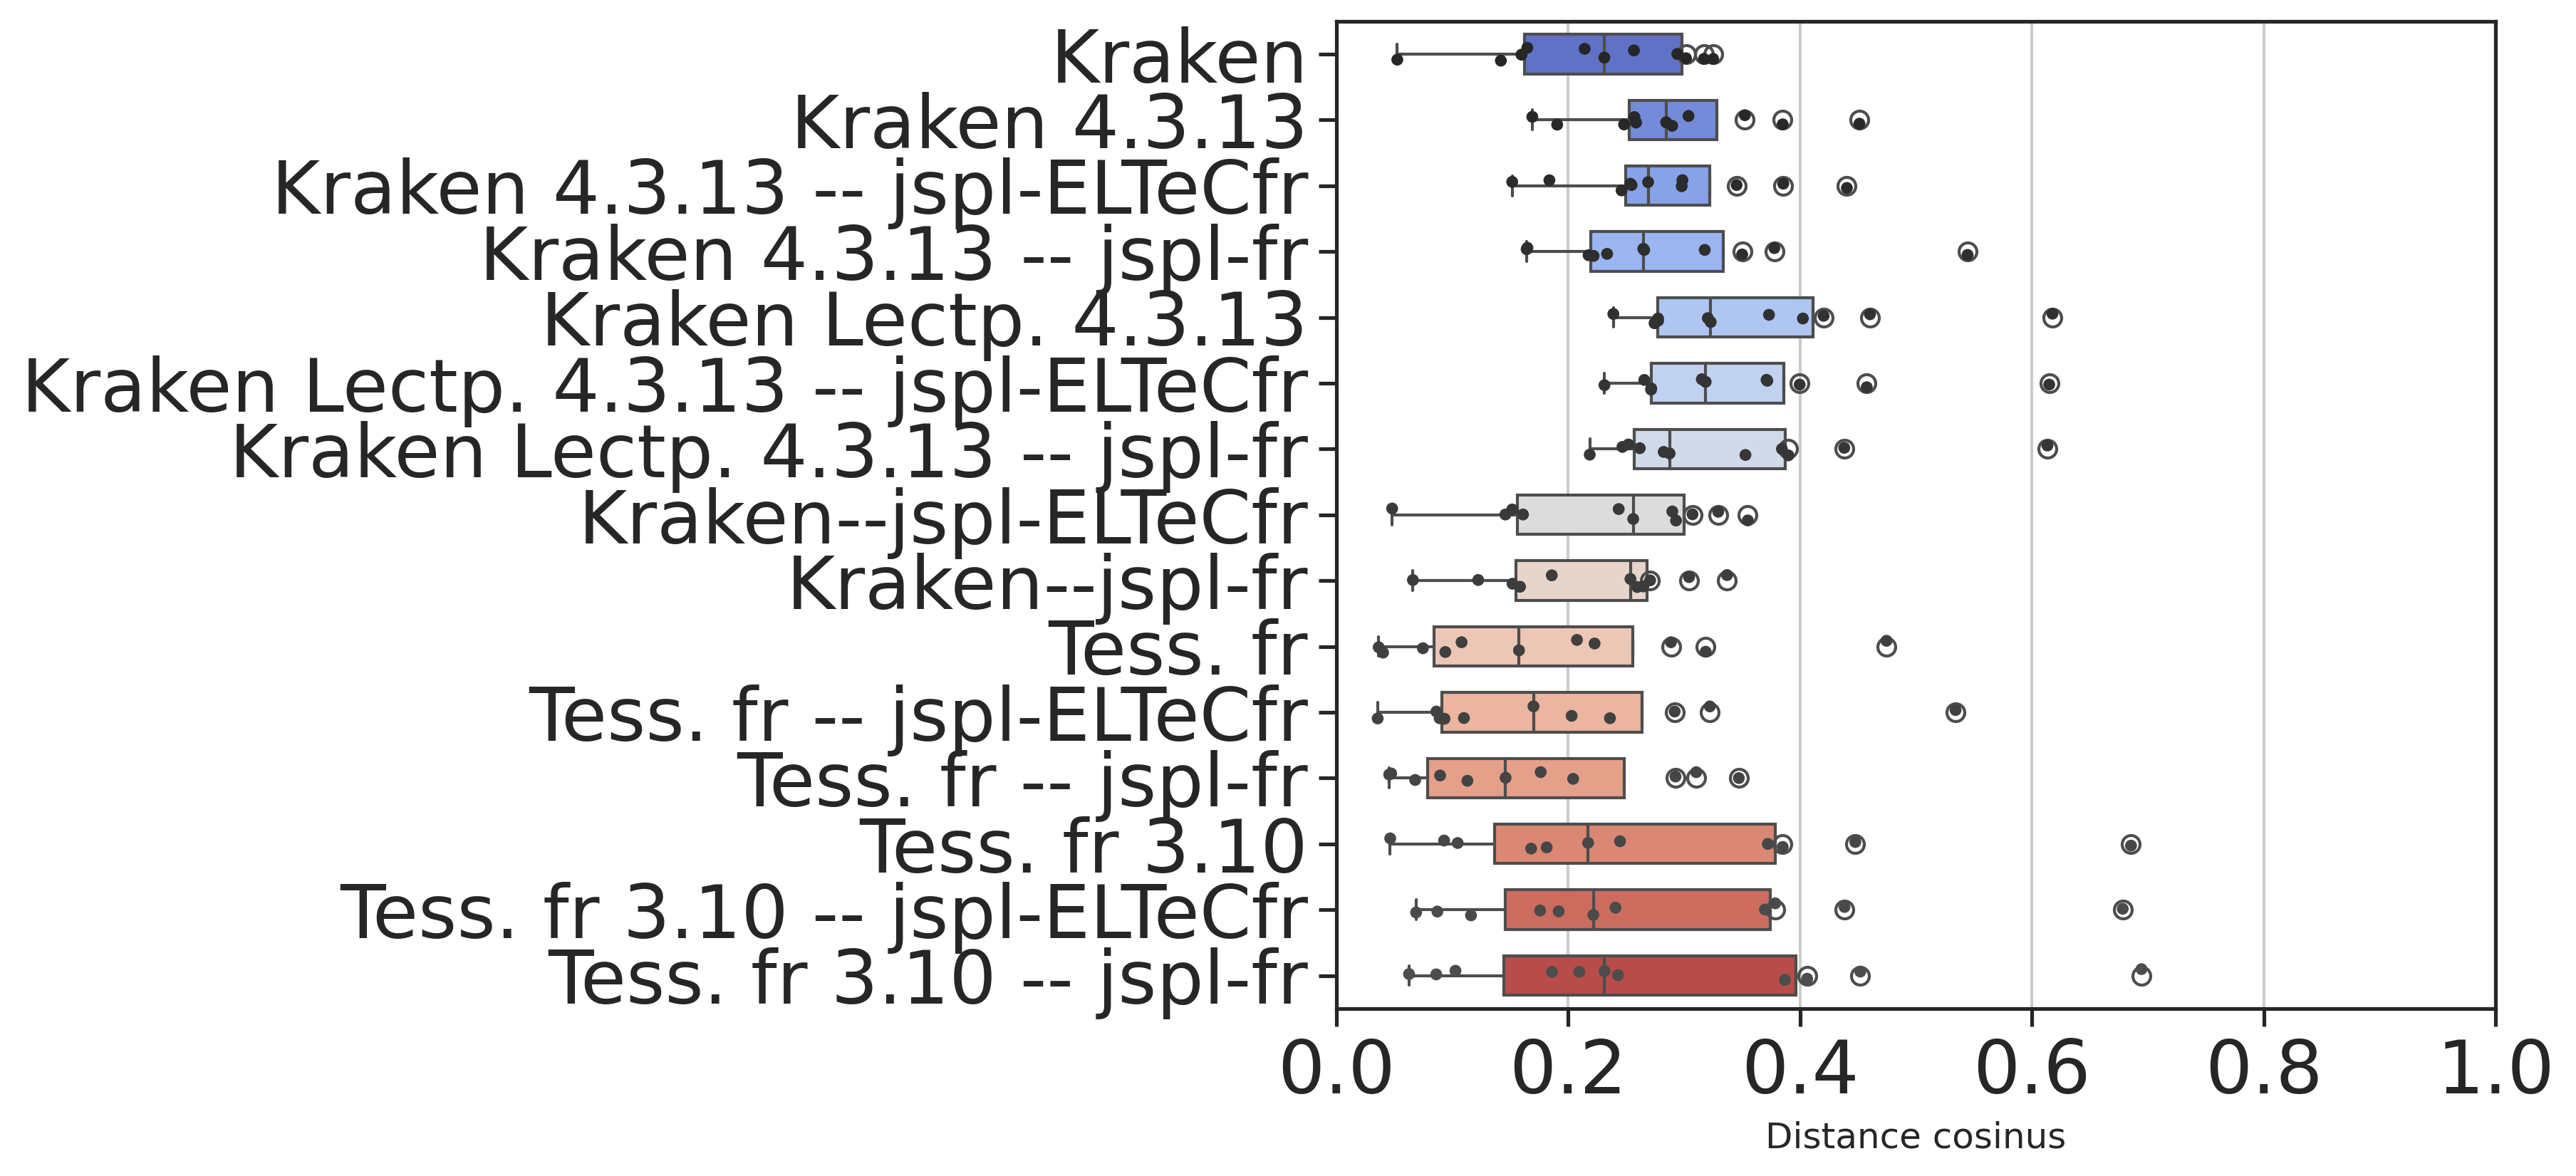 Kraken
Kraken 4.3.13
Kraken 4.3.13 -- jspl-ELTeCfr
Kraken 4.3.13 -- jspl-fr
Kraken Lectp. 4.3.13
Kraken Lectp. 4.3.13 -- jspl-ELTeCfr
Kraken Lectp. 4.3.13 -- jspl-fr
Kraken--jspl-ELTeCfr
Kraken--jspl-fr
Tess. fr
Tess. fr -- jspl-ELTeCfr
Tess. fr -- jspl-fr
Tess. fr 3.10
Tess. fr 3.10 -- jspl-ELTeCfr
Tess. fr 3.10 -- jspl-fr
0.0 0.2 0.4 0.6 0.8 1.0
Distance cosinus